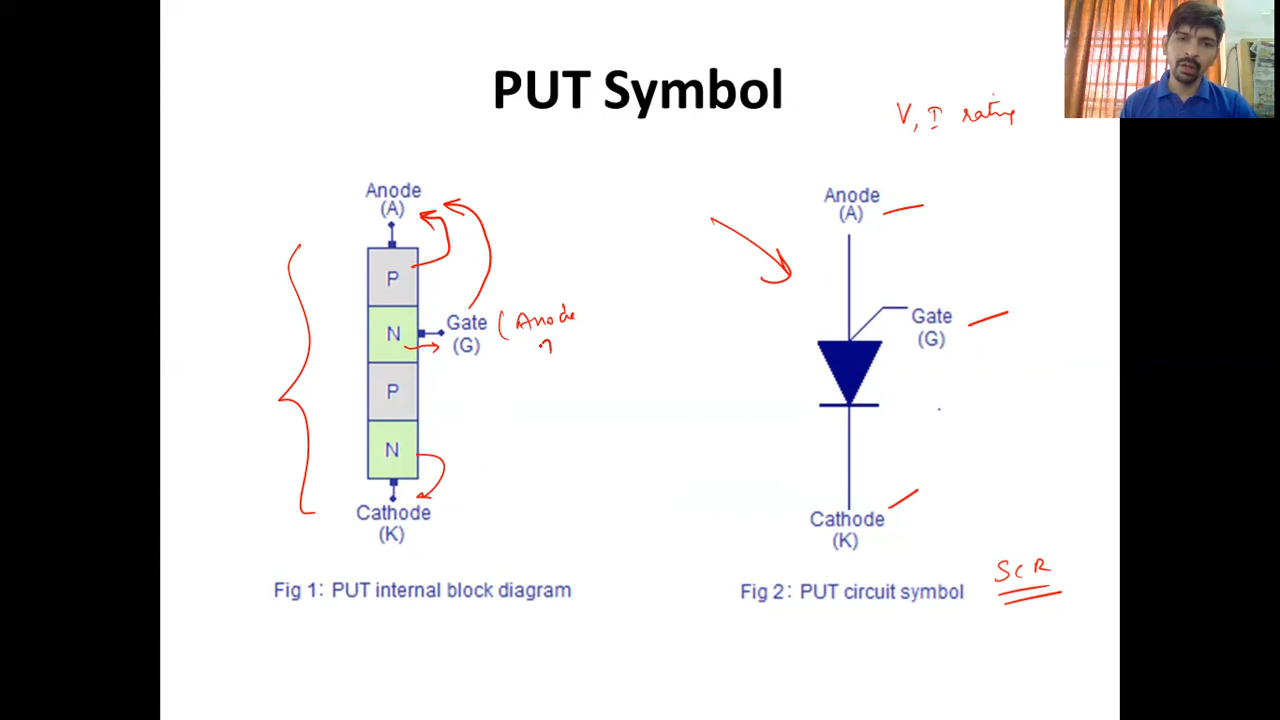 PUT Symbol
V, I rating
Anode
(A)
P
N
Gate
(G)
(Anode
P
N
Cathode
(K)
Fig 1: PUT internal block diagram
Anode
(A)
Gate
(G)
Cathode
(K)
Fig 2: PUT circuit symbol
SCR